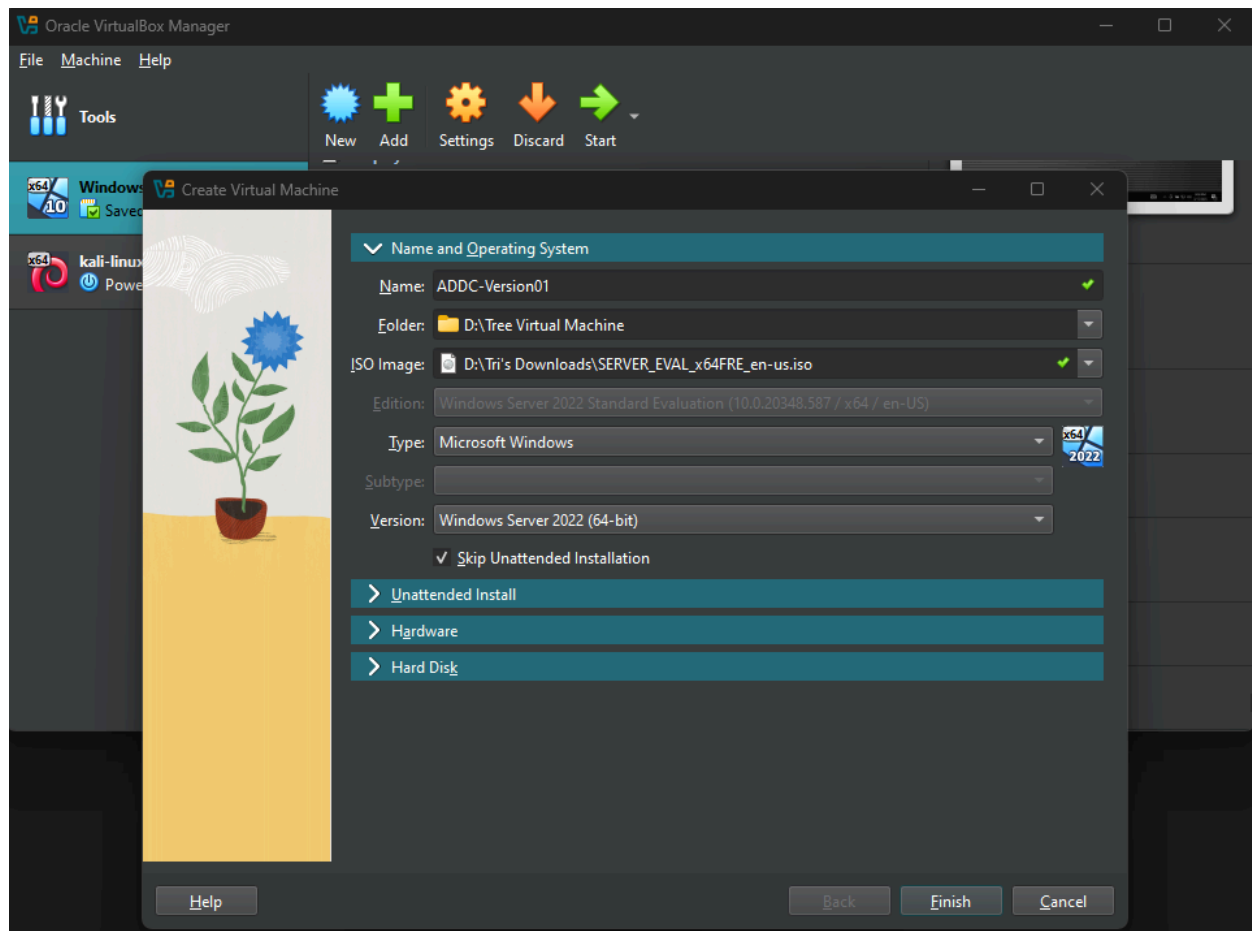 Oracle VirtualBox Manager
File Machine Help
Tools
New Add Settings Discard Start
x64 Windows
10 Saved
x64 kali-linux
Powe
Create Virtual Machine
Name and Operating System
Name: ADDC-Version01
Folder: D:\Tree Virtual Machine
ISO Image: D:\Tri's Downloads\SERVER_EVAL_x64FRE_en-us.iso
Edition: Windows Server 2022 Standard Evaluation (10.0.20348.587 / x64 / en-US)
Type: Microsoft Windows
x64
2022
Subtype:
Version: Windows Server 2022 (64-bit)
Skip Unattended Installation
Unattended Install
Hardware
Hard Disk
Help Back Finish Cancel